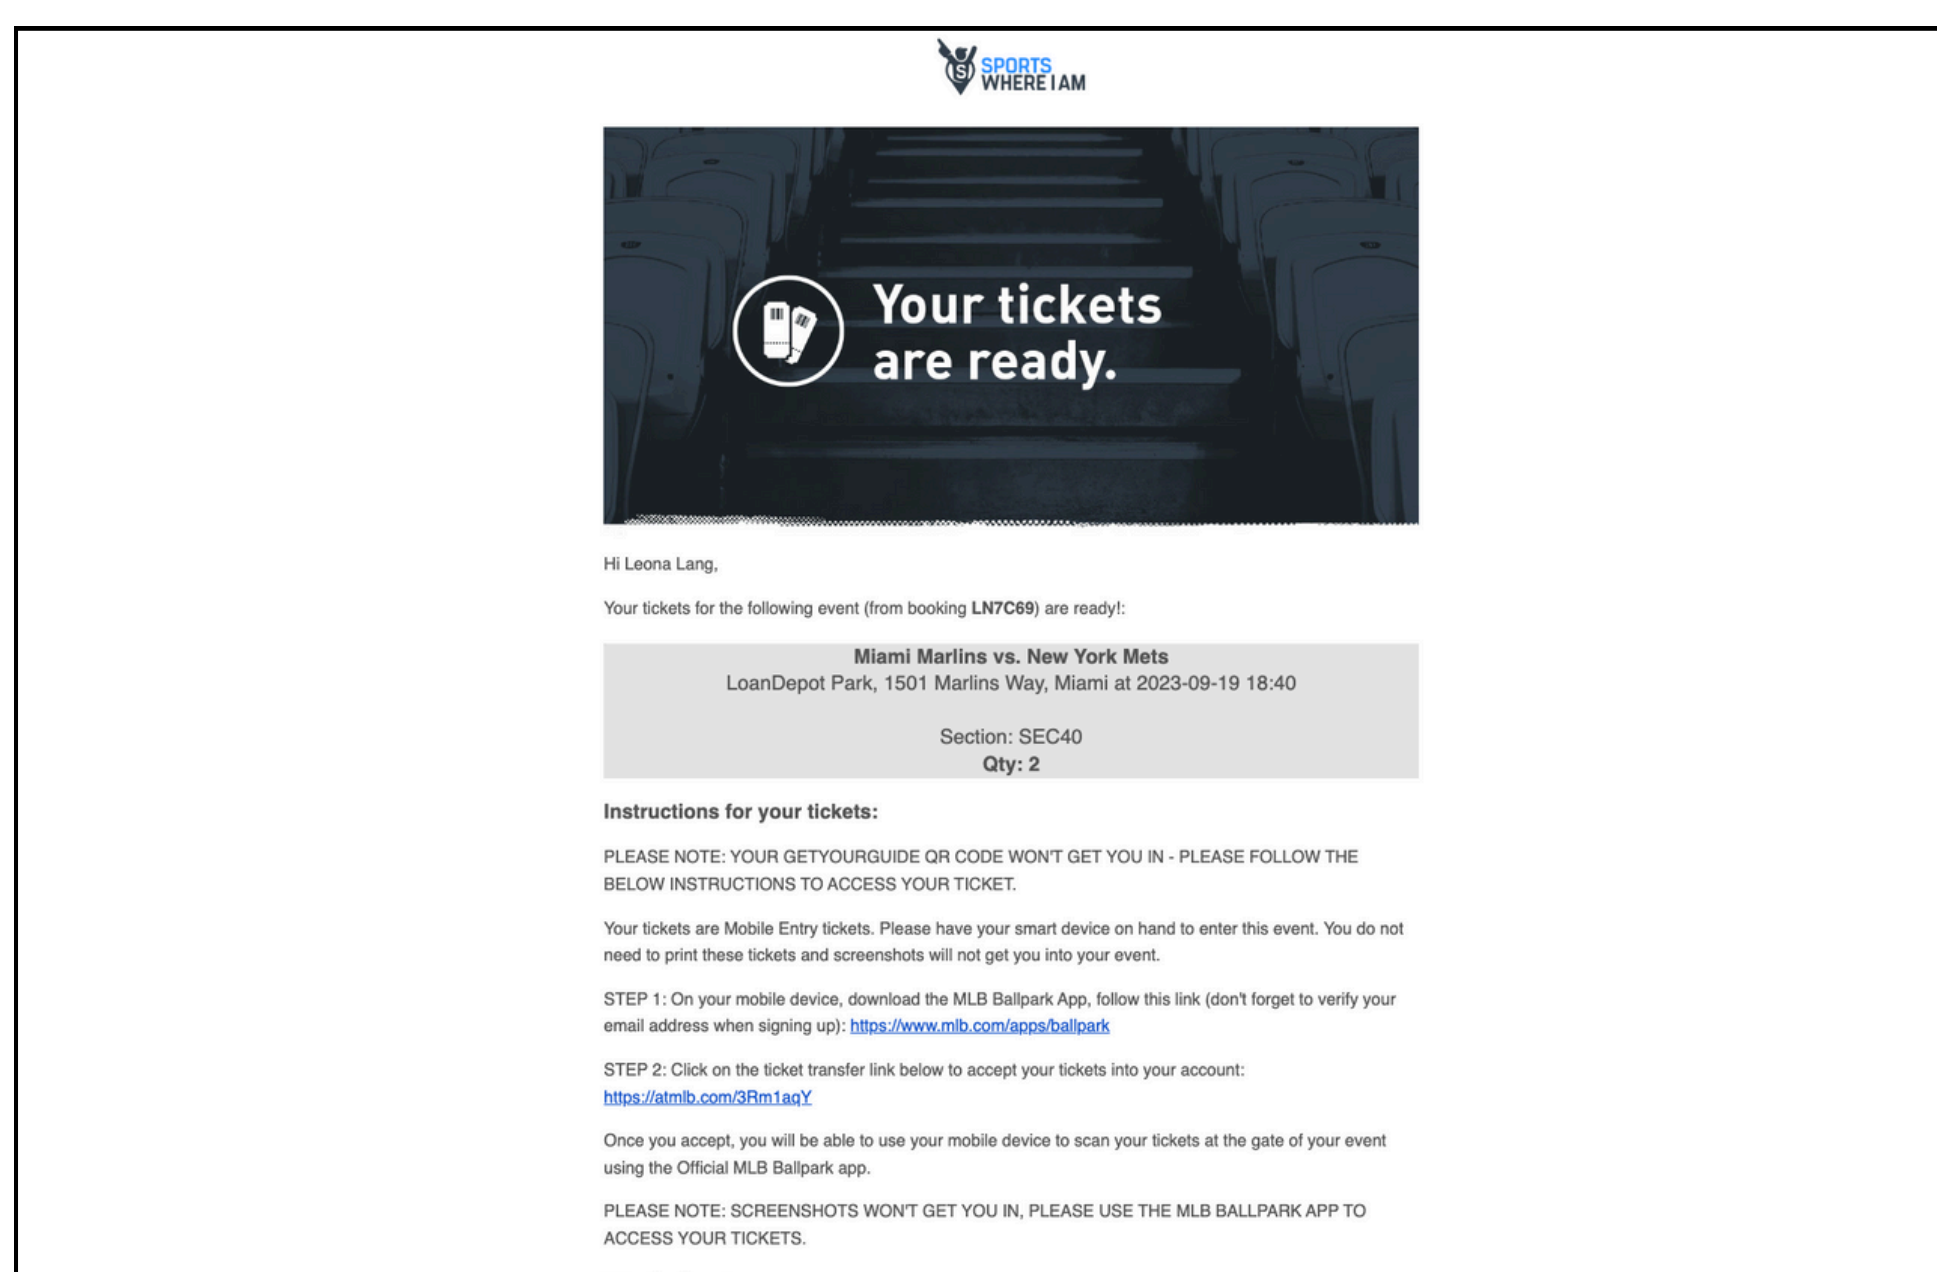 SPORTS
WHERE I AM
Your tickets
are ready.
Hi Leona Lang,
Your tickets for the following event (from booking LN7C69) are ready!:
Miami Marlins vs. New York Mets
LoanDepot Park, 1501 Marlins Way, Miami at 2023-09-19 18:40
Section: SEC40
Qty: 2
Instructions for your tickets:
PLEASE NOTE: YOUR GETYOURGUIDE QR CODE WON'T GET YOU IN - PLEASE FOLLOW THE
BELOW INSTRUCTIONS TO ACCESS YOUR TICKET.
Your tickets are Mobile Entry tickets. Please have your smart device on hand to enter this event. You do not
need to print these tickets and screenshots will not get you into your event.
STEP 1: On your mobile device, download the MLB Ballpark App, follow this link (don't forget to verify your
email address when signing up): https://www.mlb.com/apps/ballpark
STEP 2: Click on the ticket transfer link below to accept your tickets into your account:
https://atmlb.com/3Rm1aqY
Once you accept, you will be able to use your mobile device to scan your tickets at the gate of your event
using the Official MLB Ballpark app.
PLEASE NOTE: SCREENSHOTS WON'T GET YOU IN, PLEASE USE THE MLB BALLPARK APP TO
ACCESS YOUR TICKETS.